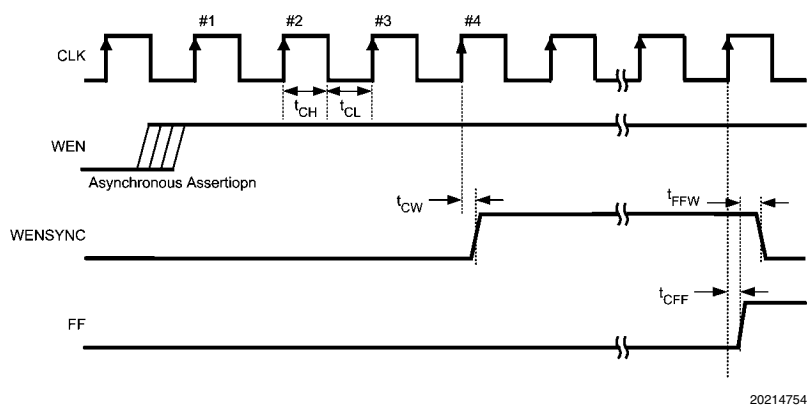 #1 #2 #3 #4
CLK
tCH tCL
WEN
Asynchronous Assertiopn
tCW
tFFW
WENSYNC
tCFF
FF
20214754